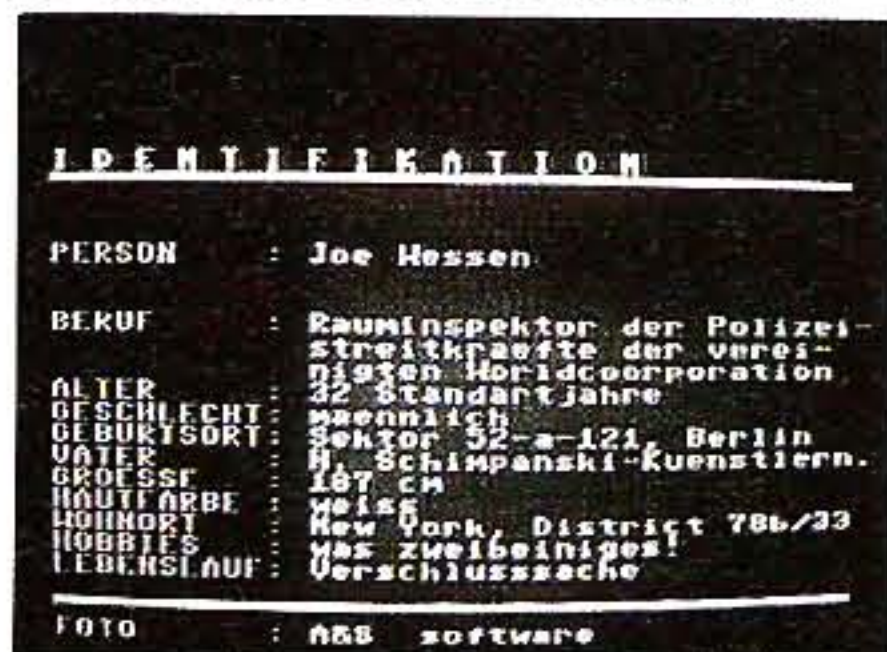 IDENTIFIKATION
PERSON : Joe Hessen
BERUF : Rauminspektor der Polizei-
streitkraefte der verei-
nigten Worldcoorporation
ALTER : 32 Standartjahre
GESCHLECHT: maennlich
GEBURTSORT: Sektor 52-a-121, Berlin
VATER : H. Schimpanski-Kuenstlern.
GROESSE : 187 cm
HAUTFARBE : weiss
WOHNORT : New York, District 78b/33
HOBBIES : was zweibeiniges!
LEBENSLAUF: Verschlusssache
FOTO : A&S software